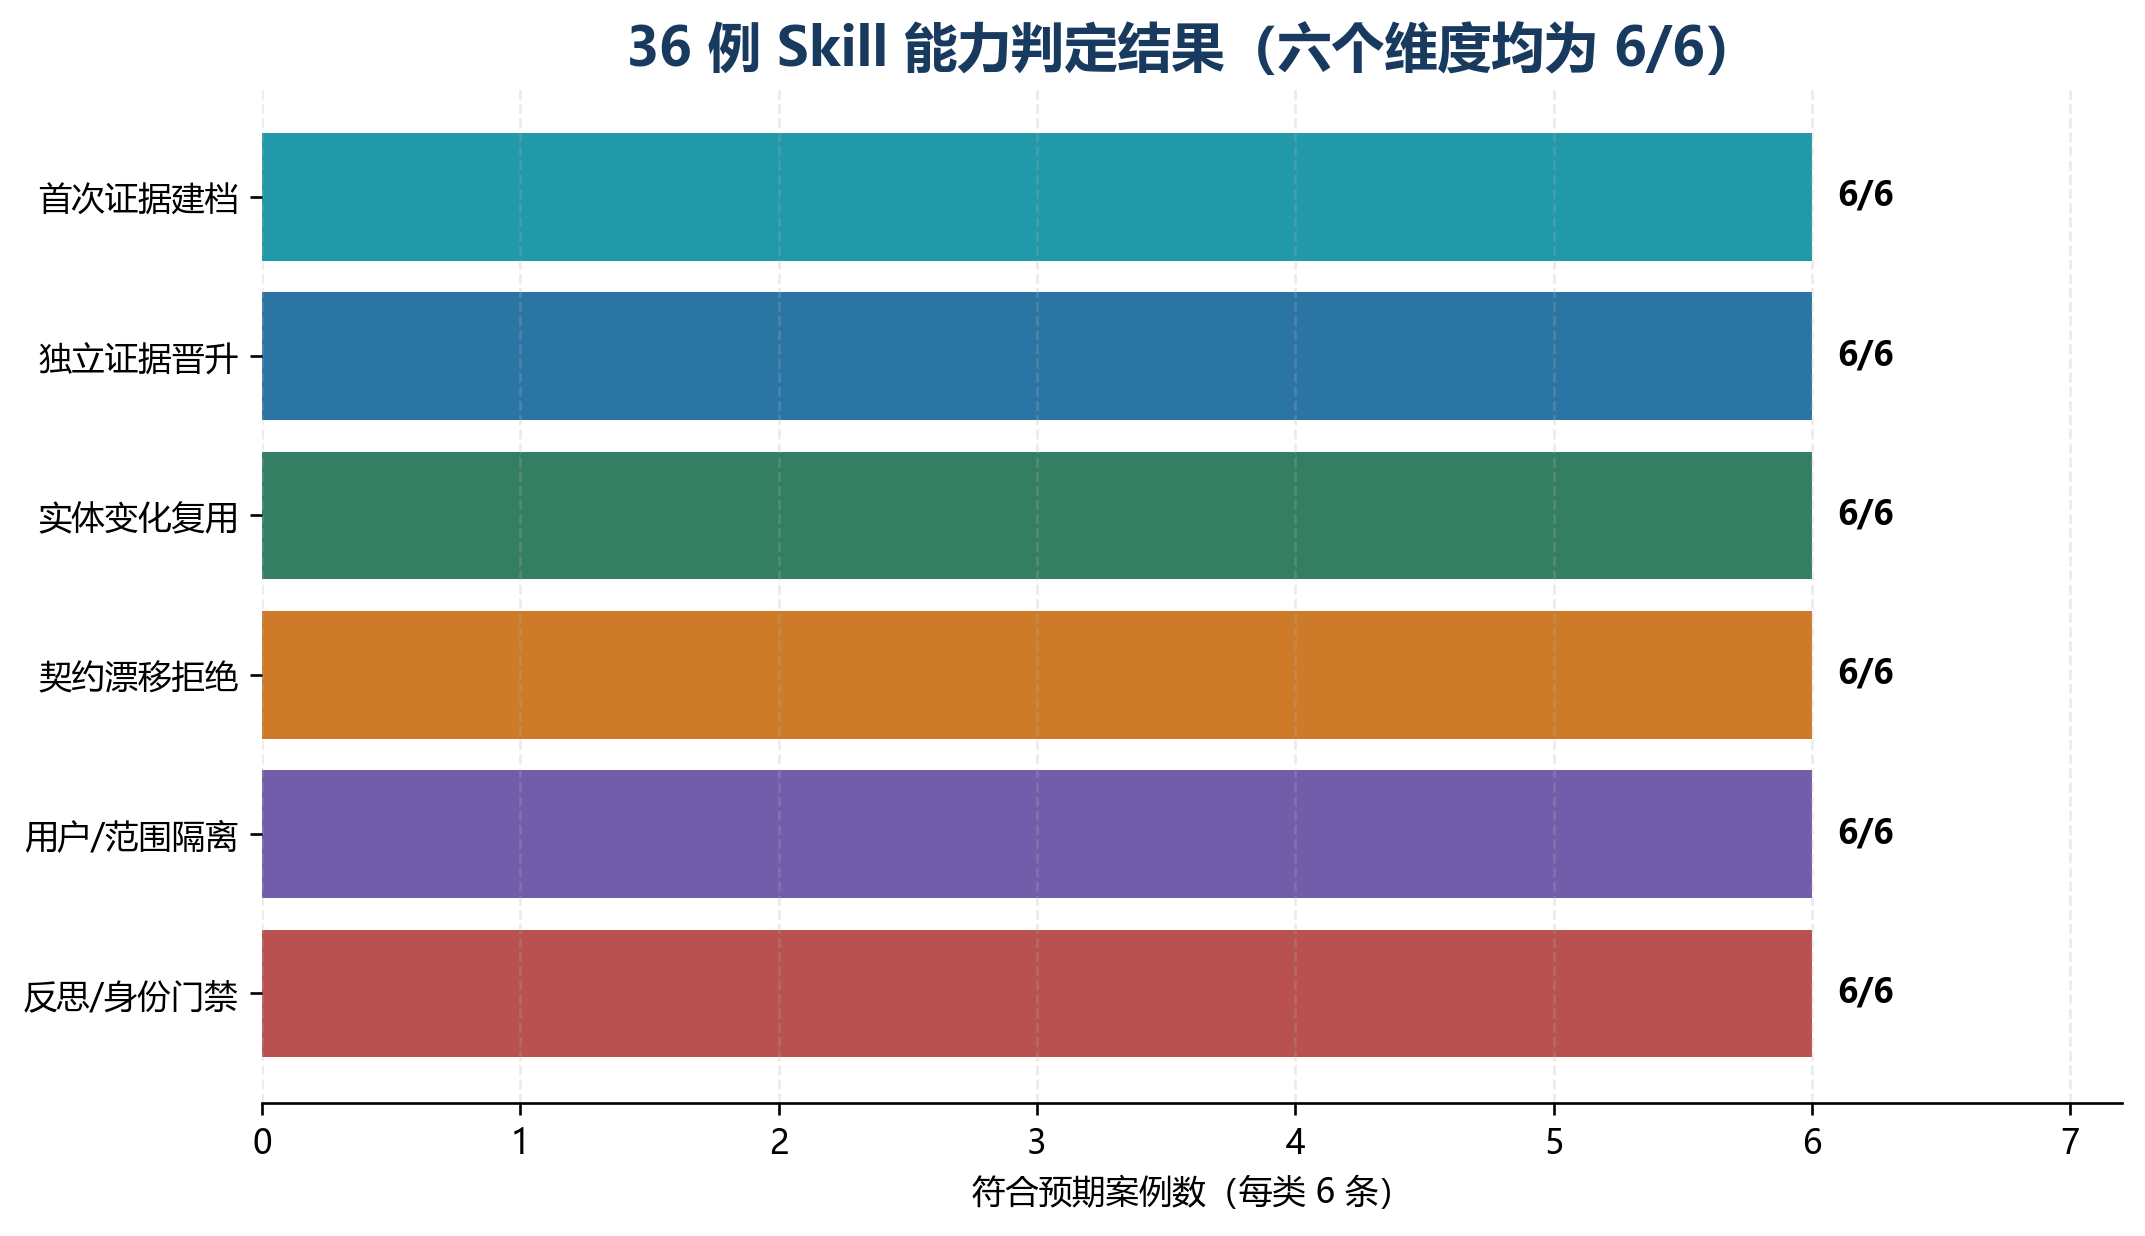 36 例 Skill 能力判定结果（六个维度均为 6/6）
首次证据建档 6/6
独立证据晋升 6/6
实体变化复用 6/6
契约漂移拒绝 6/6
用户/范围隔离 6/6
反思/身份门禁 6/6
0 1 2 3 4 5 6 7
符合预期案例数（每类 6 条）